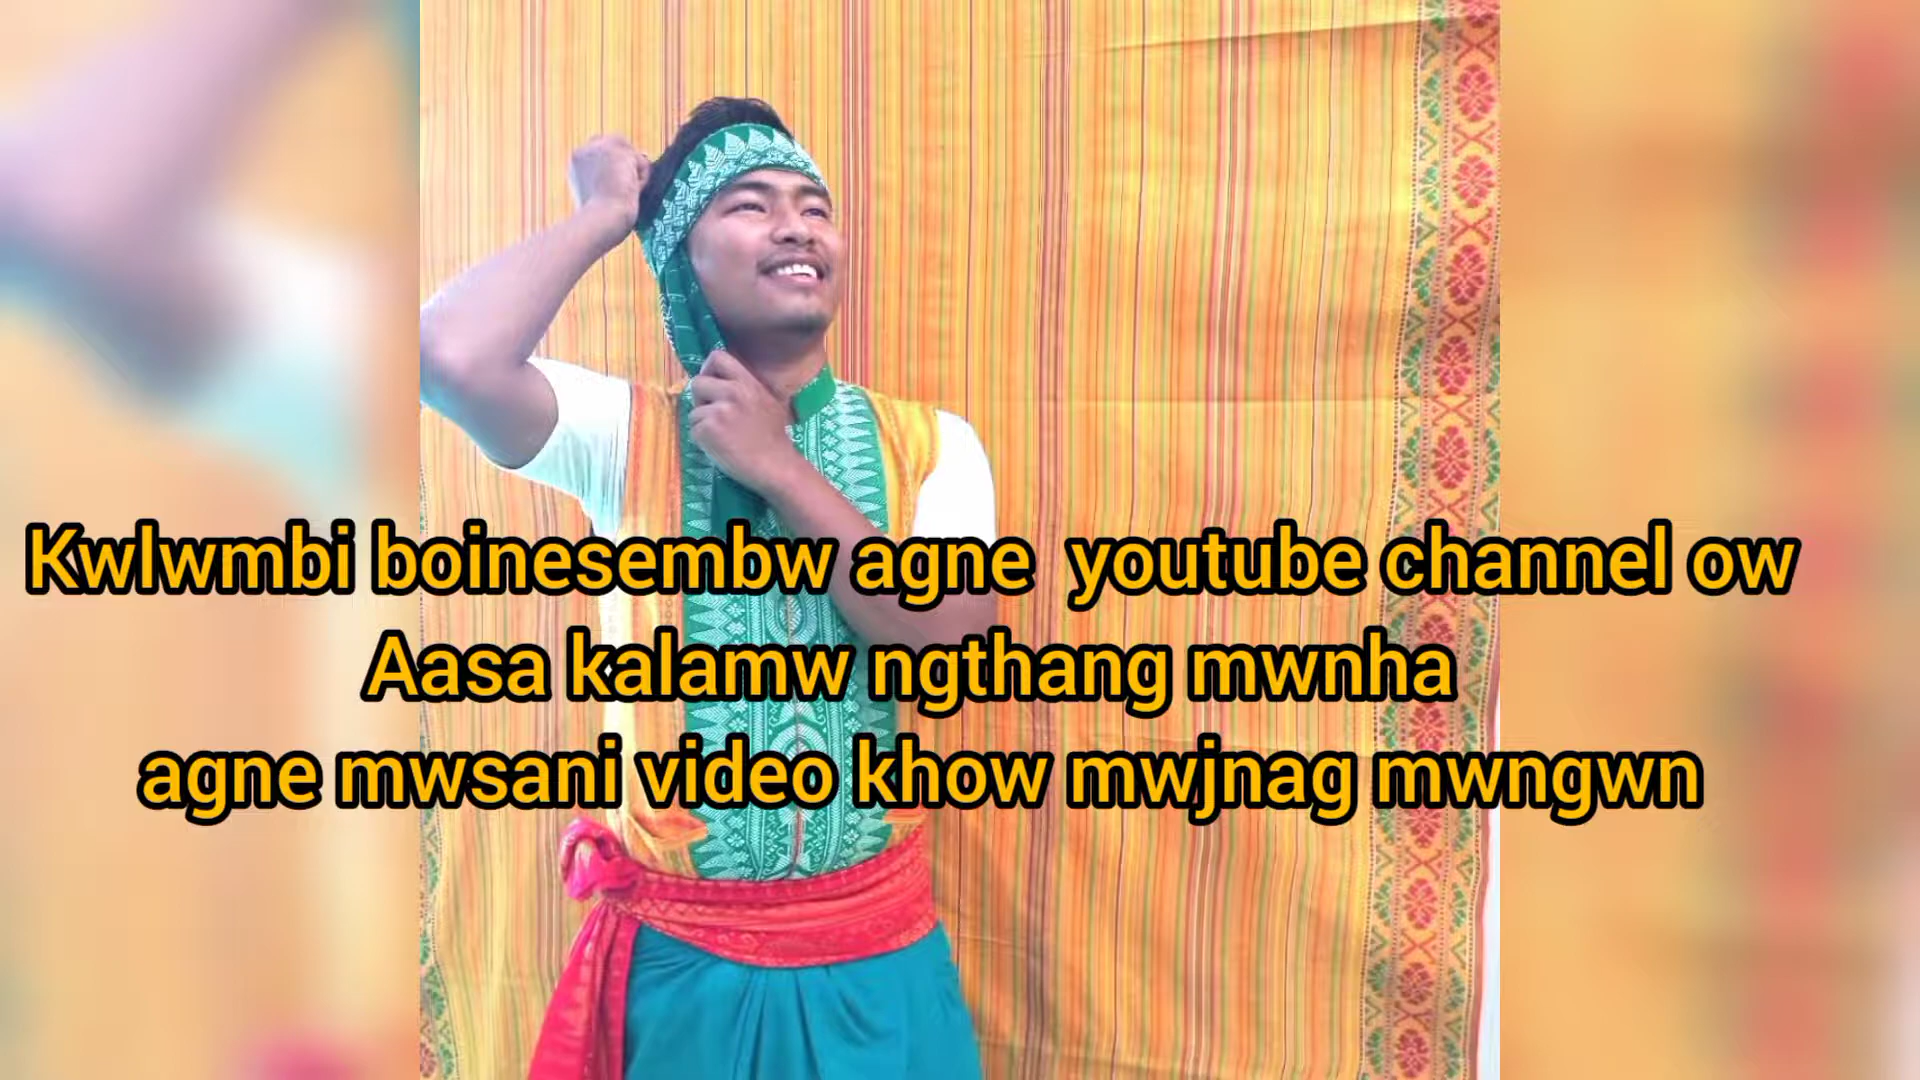 Kwlwmbi boinesembw agne youtube channel ow
Aasa kalamw ngthang mwnha
agne mwsani video khow mwjnag mwngwn